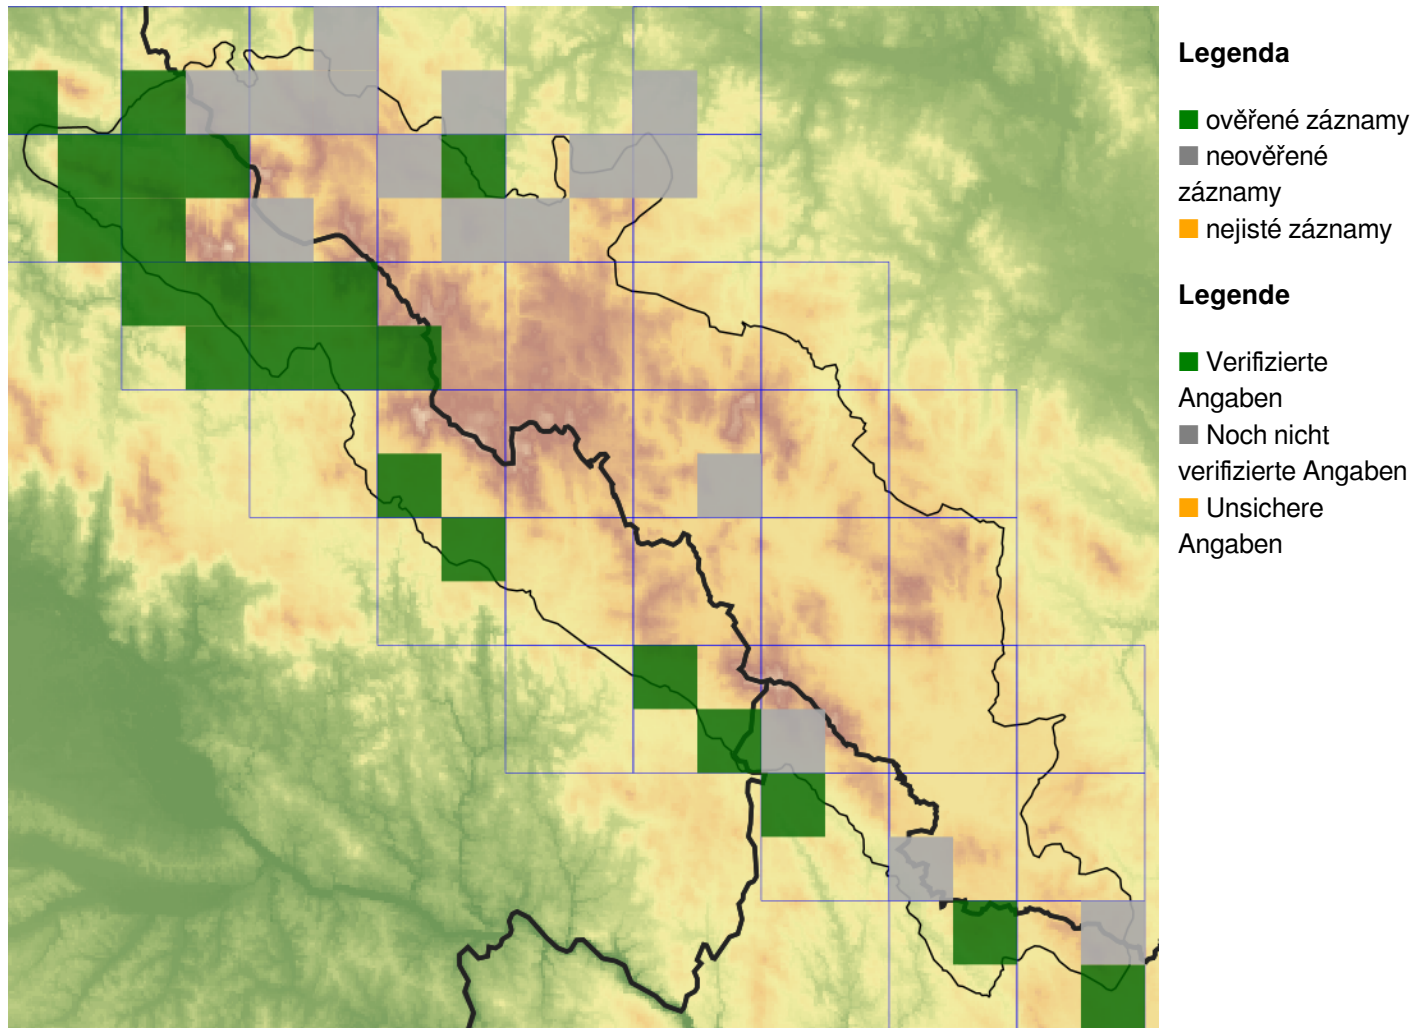 Legenda
ověřené záznamy
neověřené
záznamy
nejisté záznamy
Legende
Verifizierte
Angaben
Noch nicht
verifizierte Angaben
Unsichere
Angaben